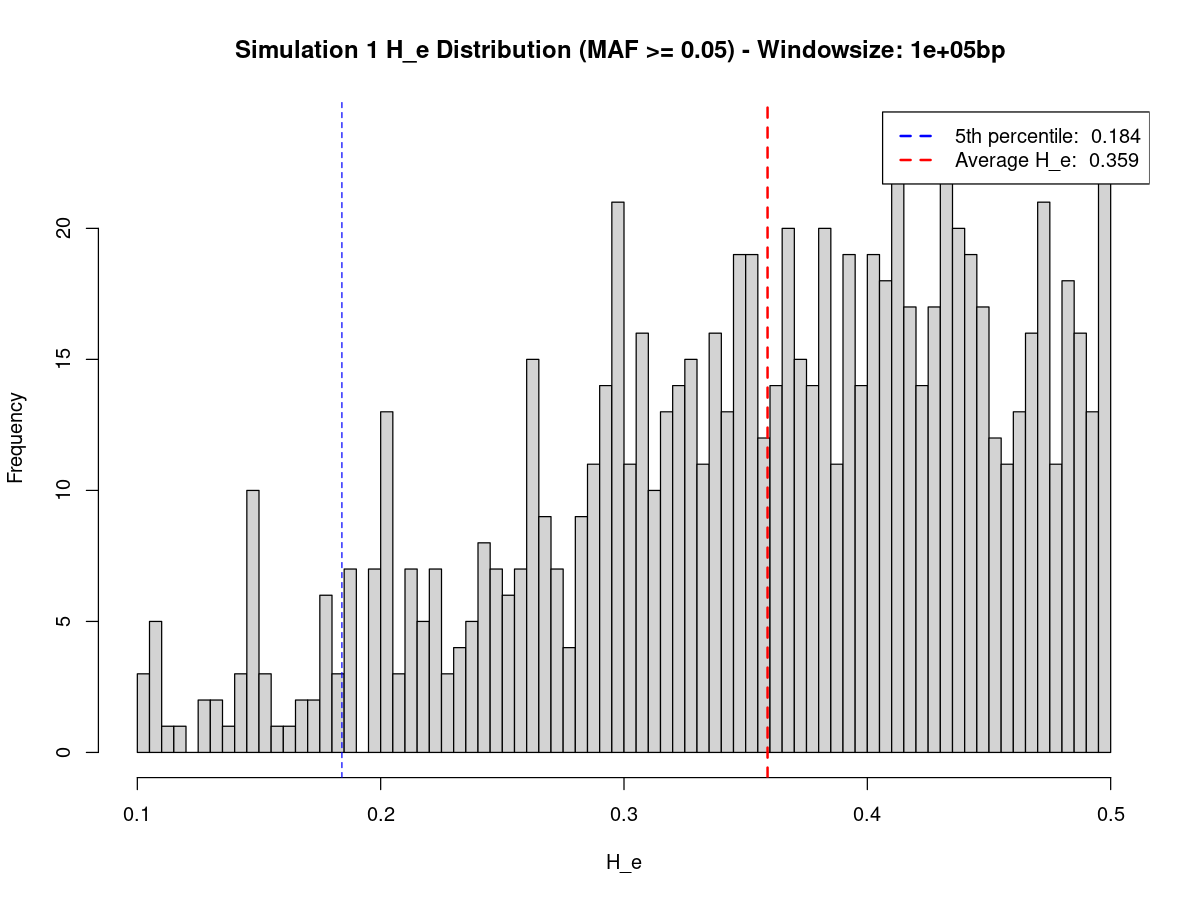 Simulation 1 H_e Distribution (MAF >= 0.05) - Windowsize: 1e+05bp
5th percentile: 0.184
Average H_e: 0.359
Frequency
20
15
10
5
0
0.1 0.2 0.3 0.4 0.5
H_e